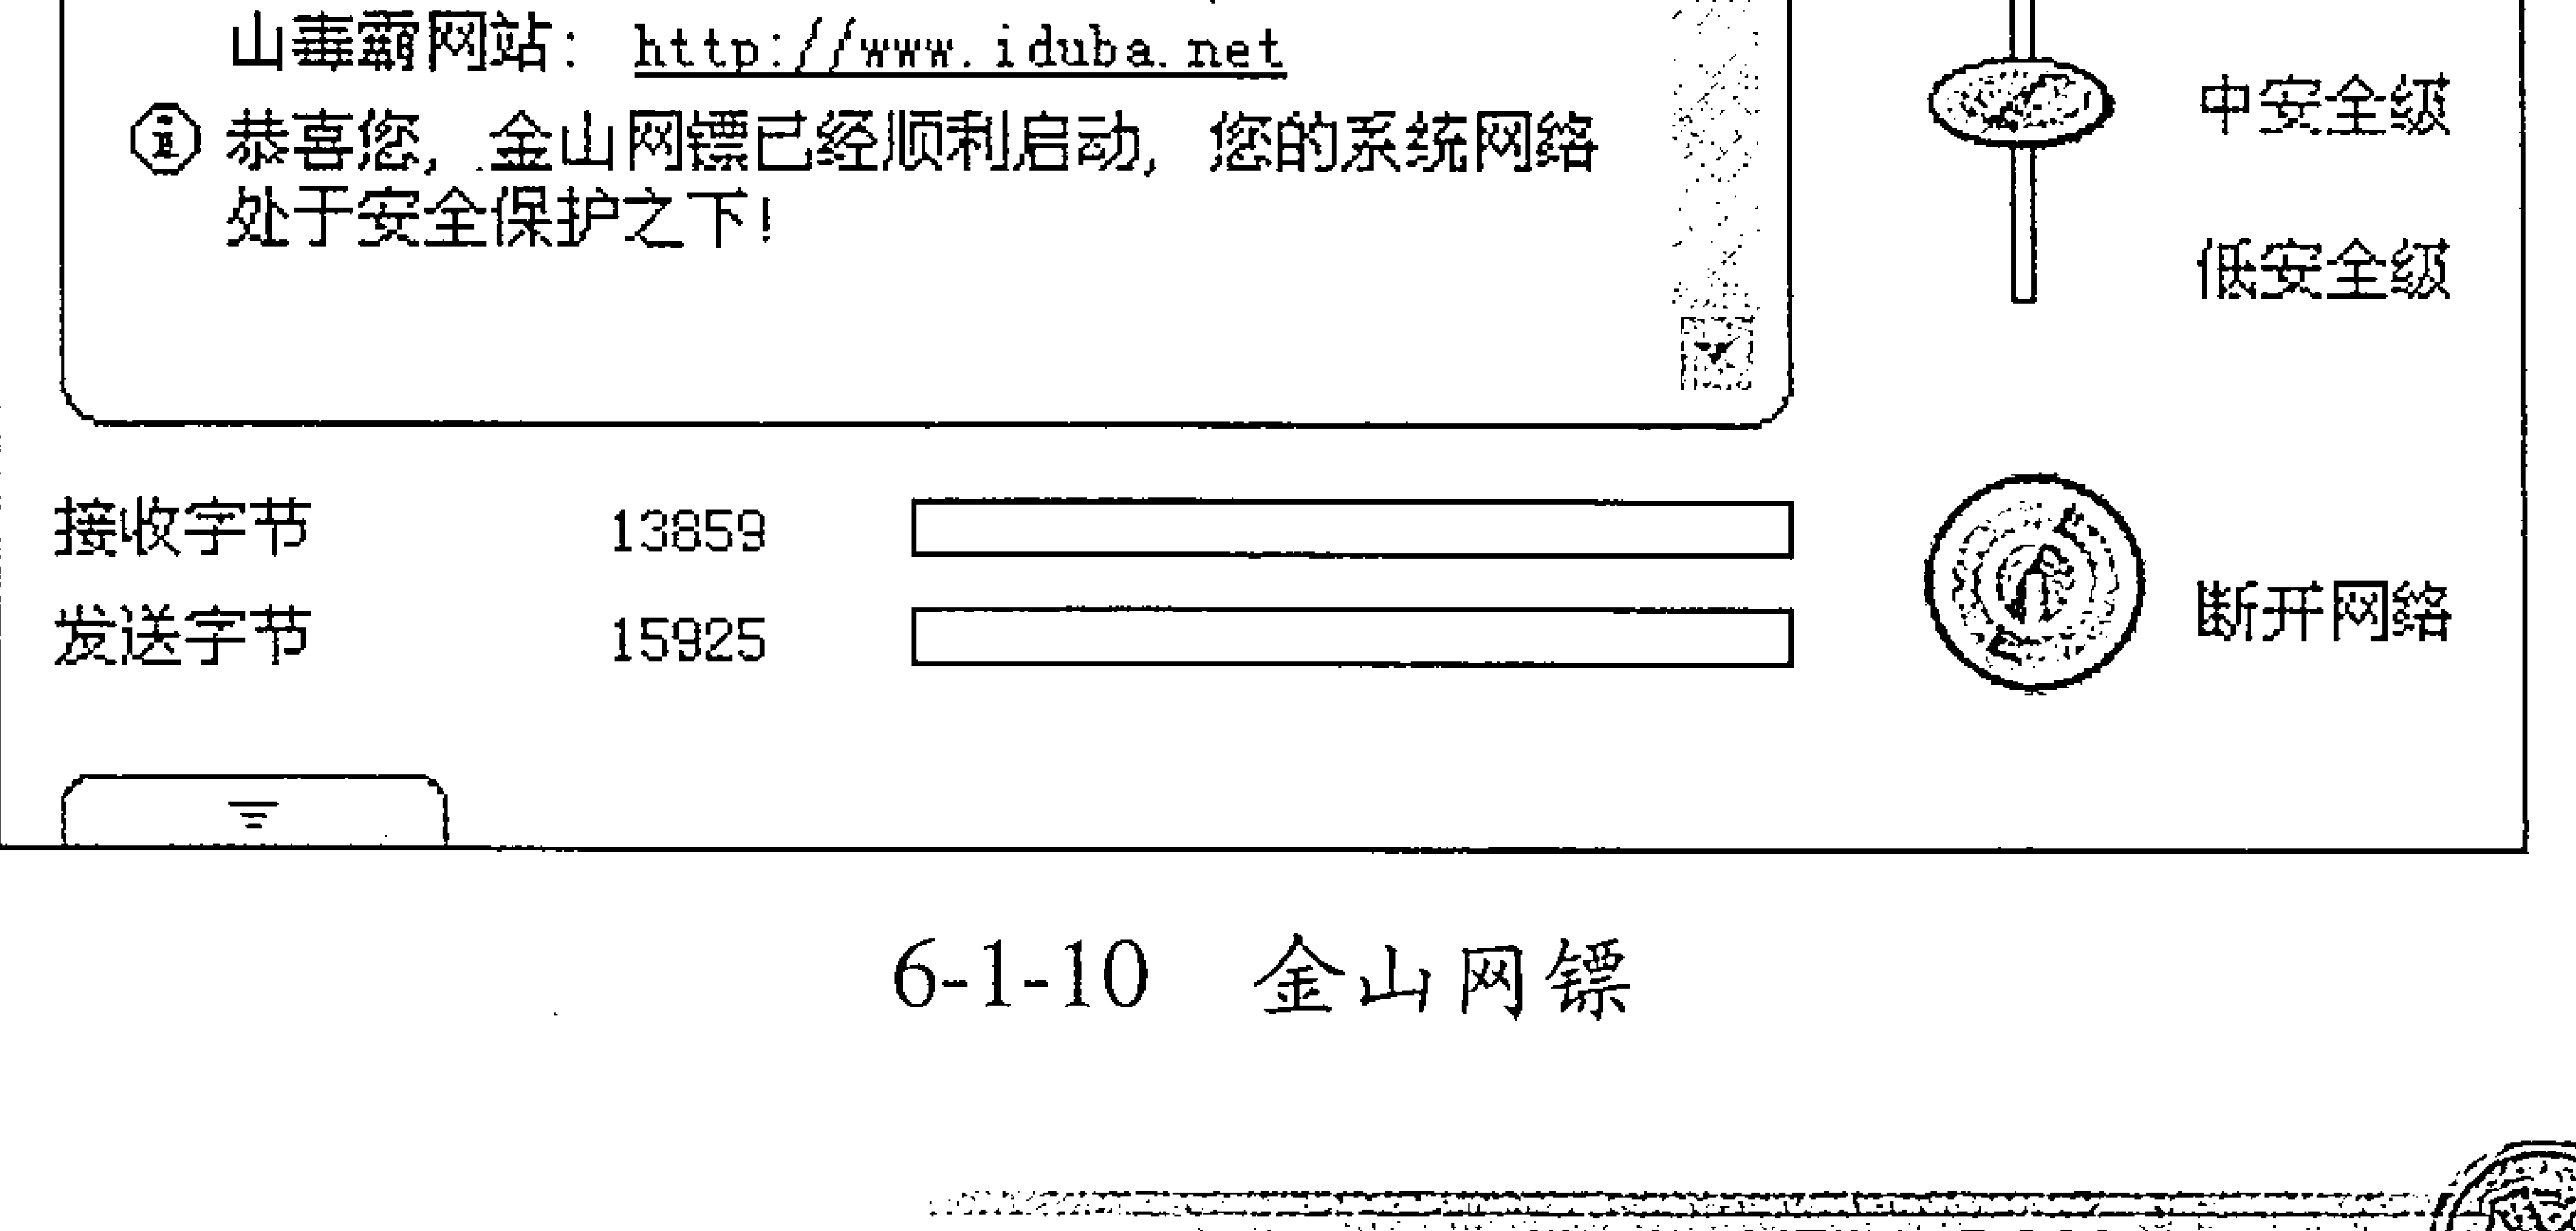 山毒霸网站: http://www.iduba.net
恭喜您, 金山网镖已经顺利启动, 您的系统网络
处于安全保护之下!
中安全级
低安全级
接收字节 13859
发送字节 15925
断开网络
6-1-10 金山网镖